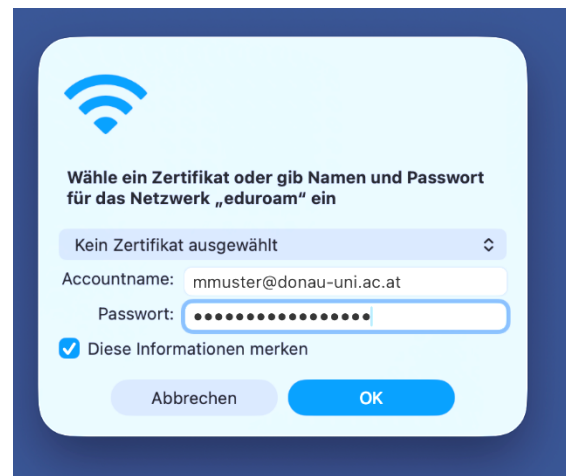 Wähle ein Zertifikat oder gib Namen und Passwort
für das Netzwerk „eduroam“ ein
Kein Zertifikat ausgewählt
Accountname: mmuster@donau-uni.ac.at
Passwort: •••••••••••••••••
Diese Informationen merken
Abbrechen OK